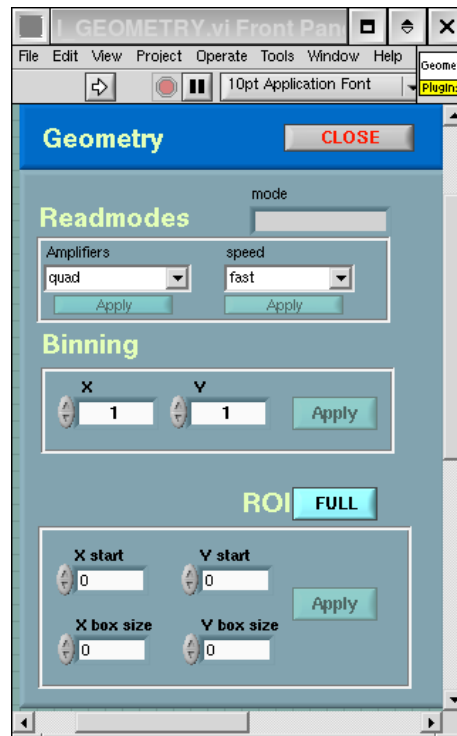 I_GEOMETRY.vi Front Pan
File Edit View Project Operate Tools Window Help
Geome
10pt Application Font
Plugin:
Geometry CLOSE
mode
Readmodes
Amplifiers speed
quad fast
Apply Apply
Binning
X Y
1 1 Apply
ROI FULL
X start Y start
0 0
Apply
X box size Y box size
0 0